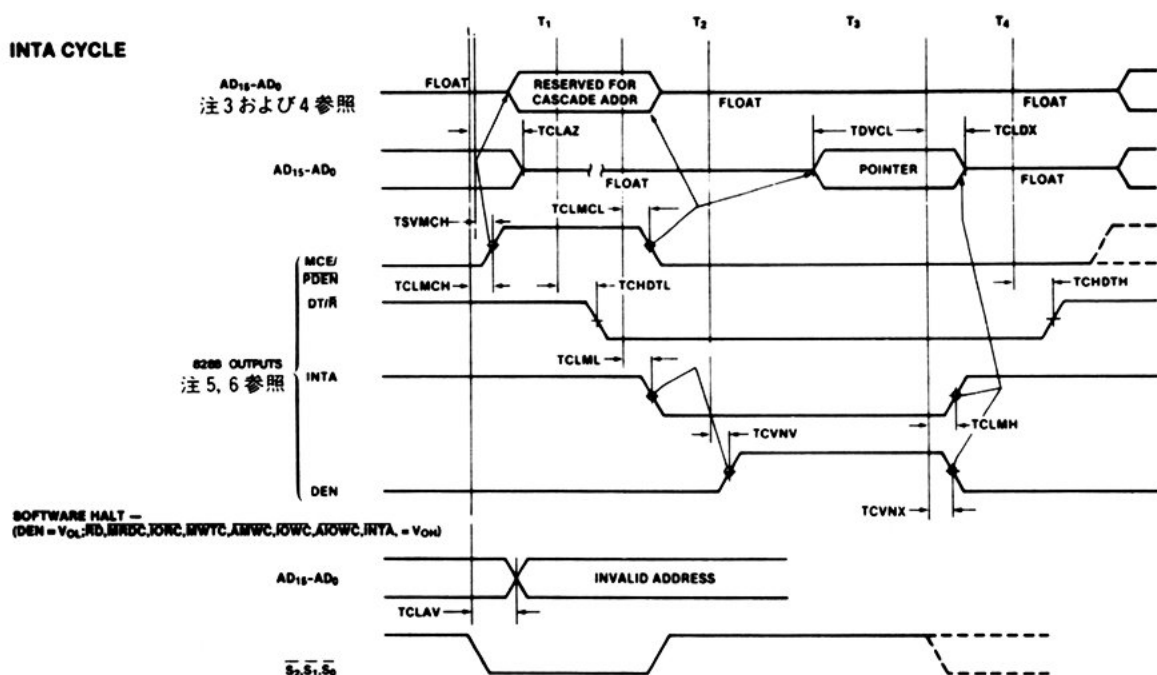 T1 T2 T3 T4
INTA CYCLE
AD15-AD0
注3および4参照
FLOAT
RESERVED FOR
CASCADE ADDR
FLOAT
FLOAT
TCLAZ
TDVCL
TCLDX
AD15-AD0
FLOAT
POINTER
FLOAT
TSVMCH
TCLMCL
MCE/
PDEN
TCLMCH
TCHDTL
TCHDTH
DT/R
8288 OUTPUTS
注5, 6参照
TCLML
INTA
TCVNV
TCLMH
DEN
TCVNX
SOFTWARE HALT —
(DEN = VOL; RD, MRDC, IORC, MWTC, AMWC, IOWC, AIOWC, INTA, = VOH)
AD15-AD0
INVALID ADDRESS
TCLAV
S2, S1, S0